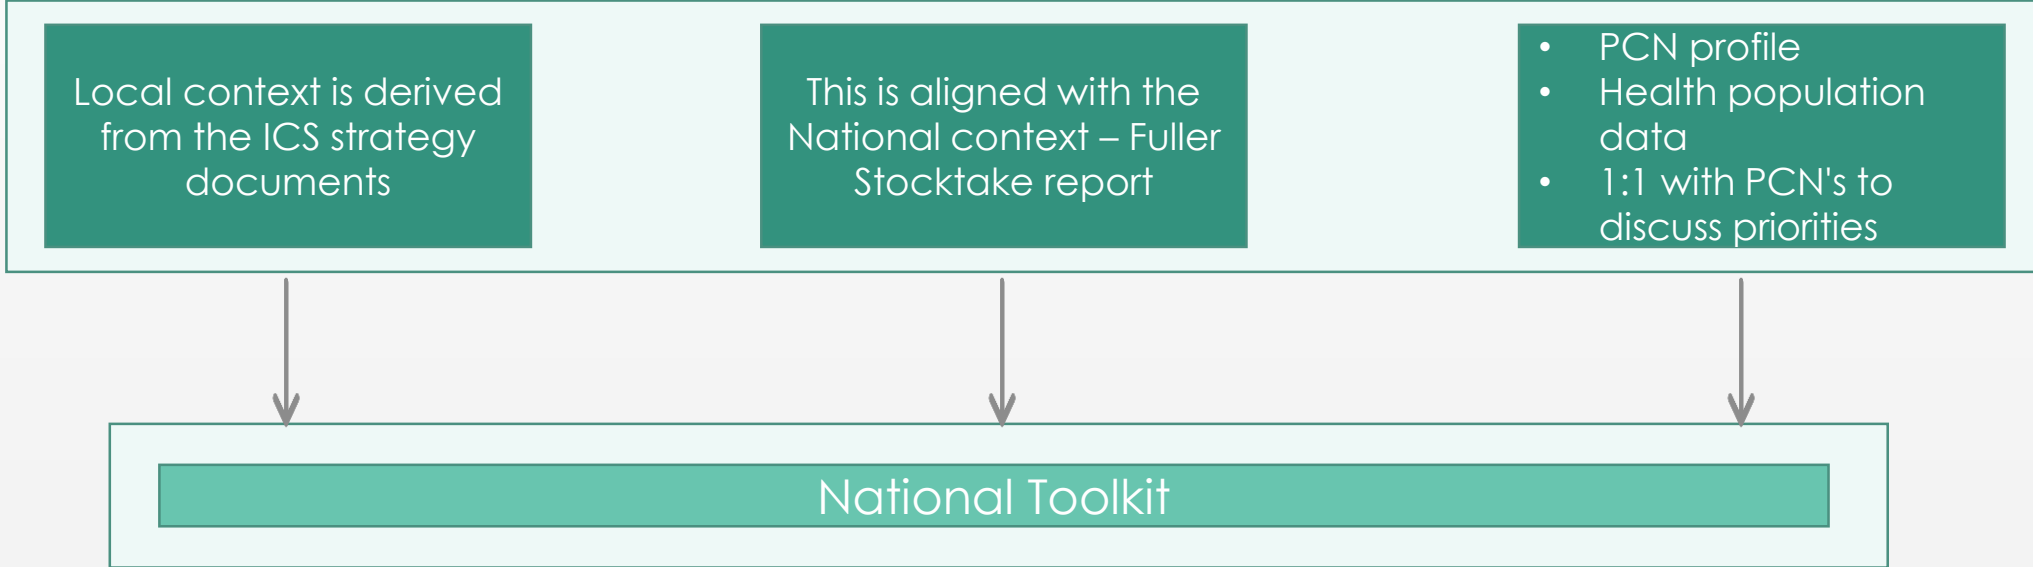 Local context is derived
from the ICS strategy
documents
This is aligned with the
National context – Fuller
Stocktake report
• PCN profile
• Health population
data
• 1:1 with PCN's to
discuss priorities
National Toolkit